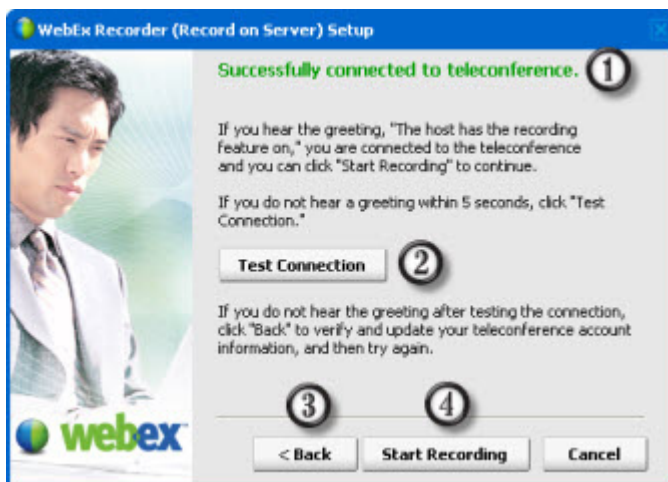 WebEx Recorder (Record on Server) Setup
Successfully connected to teleconference. 1
If you hear the greeting, "The host has the recording
feature on," you are connected to the teleconference
and you can click "Start Recording" to continue.
If you do not hear a greeting within 5 seconds, click "Test
Connection."
Test Connection 2
If you do not hear the greeting after testing the connection,
click "Back" to verify and update your teleconference account
information, and then try again.
3 4
webex
< Back Start Recording Cancel